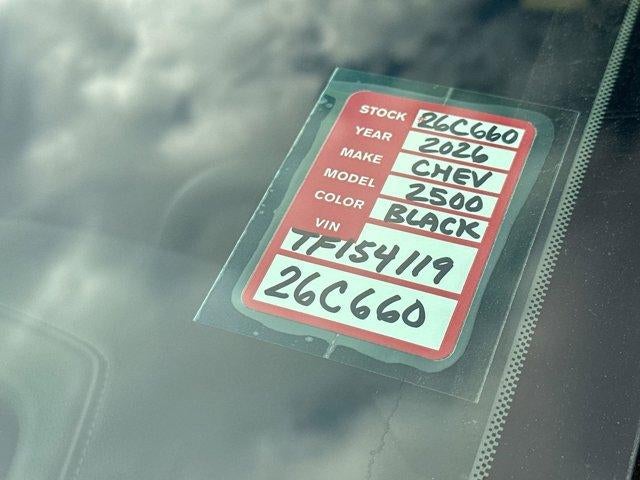 STOCK 26C660
YEAR 2026
MAKE CHEV
MODEL 2500
COLOR BLACK
VIN
TF154119
26C660